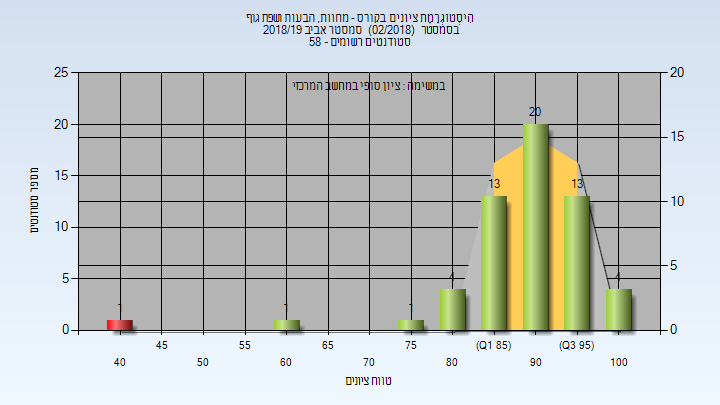 היסטוגרמת ציונים בקורס - מחוות, הבעות ושפת גוף
בסמסטר (02/2018) סמסטר אביב 2018/19
סטודנטים רשומים - 58
במשימה : ציון סופי במחשב המרכזי
25 20 15 10 5 0
מספר סטודנטים
20 15 10 5 0
1 1 1 4 13 20 13 4
45 55 65 75 (Q1 85) (Q3 95)
40 50 60 70 80 90 100
טווח ציונים